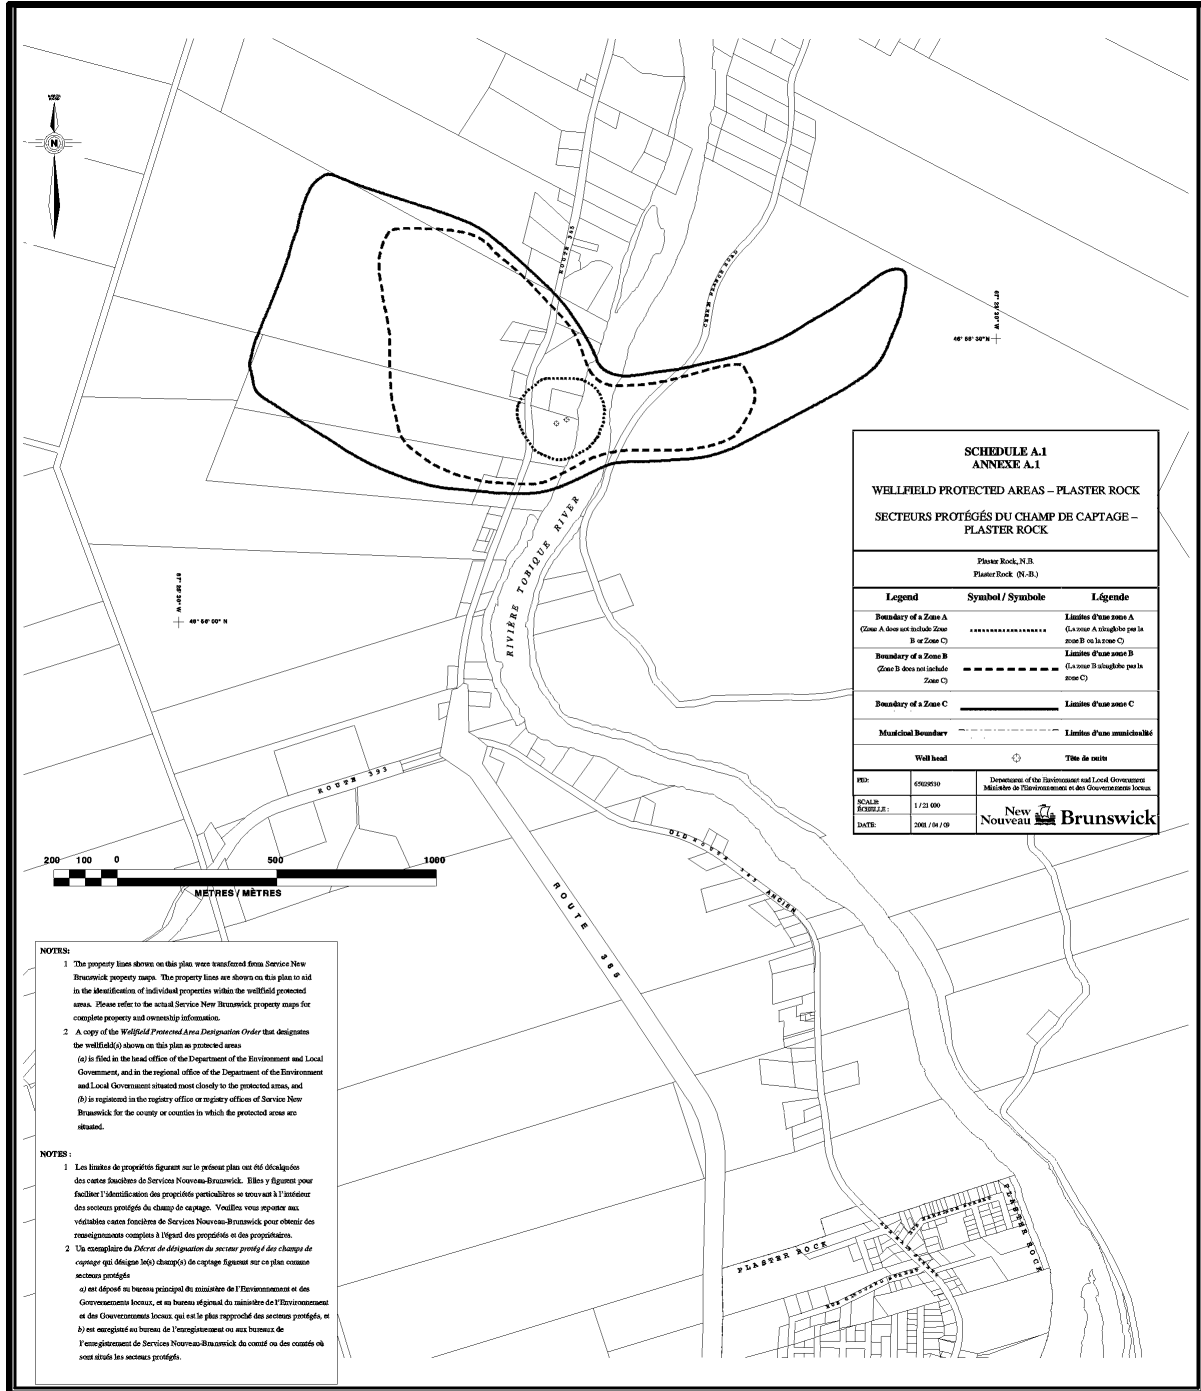 N
ROUTE 385
46° 56' 30" N
SCHEDULE A.1
ANNEXE A.1
WELLFIELD PROTECTED AREAS – PLASTER ROCK
SECTEURS PROTÉGÉS DU CHAMP DE CAPTAGE –
PLASTER ROCK
Plaster Rock, N.B.
Plaster Rock (N.-B.)
Legend Symbol / Symbole Légende
Boundary of a Zone A
(Zone A does not include Zone
B or Zone C)
Limites d'une zone A
(La zone A n'englobe pas la
zone B ou la zone C)
Boundary of a Zone B
(Zone B does not include
Zone C)
Limites d'une zone B
(La zone B n'englobe pas la
zone C)
Boundary of a Zone C Limites d'une zone C
Municipal Boundary Limites d'une municipalité
Well head Tête de puits
PID:
65029530
Department of the Environment and Local Government
Ministère de l'Environnement et des Gouvernements locaux
SCALE:
ÉCHELLE :
1 / 21 000
DATE:
2001 / 04 / 09
New
Nouveau Brunswick
RIVIÈRE TOBIQUE RIVER
46° 56' 00" N
ROUTE 393
OLD ROUTE 385 ANCIEN
ROUTE 385
200 100 0 500 1000
METRES / MÈTRES
NOTES:
1 The property lines shown on this plan were transferred from Service New
Brunswick property maps. The property lines are shown on this plan to aid
in the identification of individual properties within the wellfield protected
areas. Please refer to the actual Service New Brunswick property maps for
complete property and ownership information.
2 A copy of the Wellfield Protected Area Designation Order that designates
the wellfield(s) shown on this plan as protected areas
(a) is filed in the head office of the Department of the Environment and Local
Government, and in the regional office of the Department of the Environment
and Local Government situated most closely to the protected areas, and
(b) is registered in the registry office or registry offices of Service New
Brunswick for the county or counties in which the protected areas are
situated.
NOTES :
1 Les limites de propriétés figurant sur le présent plan ont été décalquées
des cartes foncières de Services Nouveau-Brunswick. Elles y figurent pour
faciliter l'identification des propriétés particulières se trouvant à l'intérieur
des secteurs protégés du champ de captage. Veuillez vous reporter aux
véritables cartes foncières de Services Nouveau-Brunswick pour obtenir des
renseignements complets à l'égard des propriétés et des propriétaires.
2 Un exemplaire du Décret de désignation du secteur protégé des champs de
captage qui désigne le(s) champ(s) de captage figurant sur ce plan comme
secteurs protégés
a) est déposé au bureau principal du ministère de l'Environnement et des
Gouvernements locaux, et au bureau régional du ministère de l'Environnement
et des Gouvernements locaux qui est le plus rapproché des secteurs protégés, et
b) est enregistré au bureau de l'enregistrement ou aux bureaux de
l'enregistrement de Services Nouveau-Brunswick du comté ou des comtés où
sont situés les secteurs protégés.
PLASTER ROCK
PLASTER ROCK